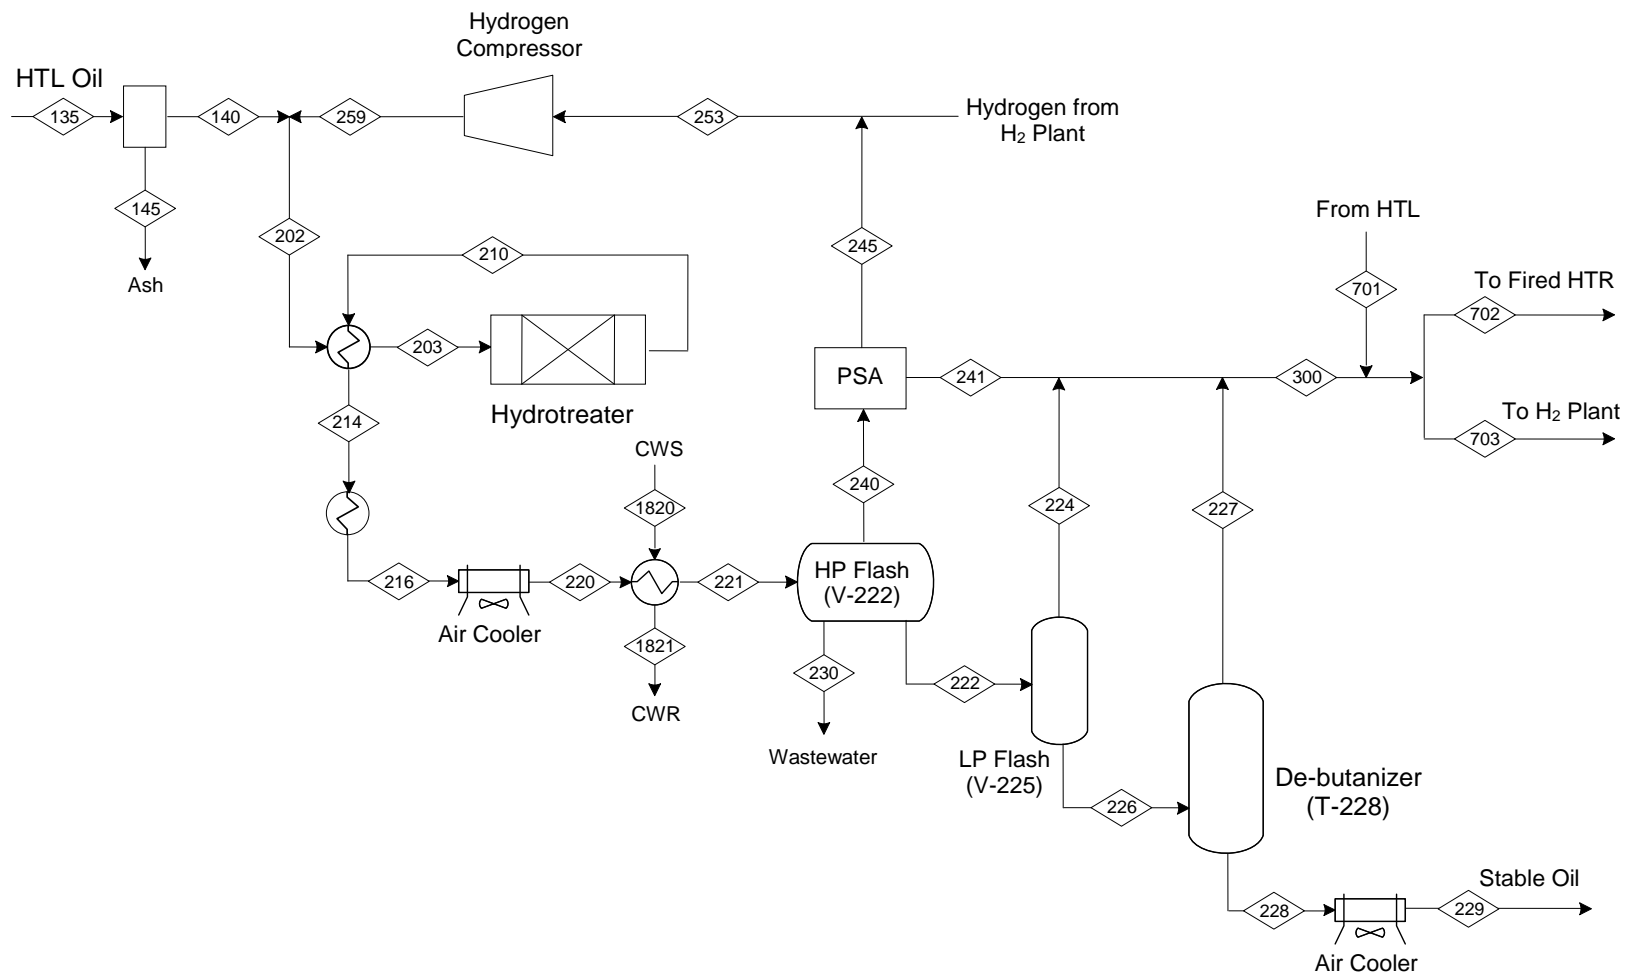 Hydrogen
Compressor
HTL Oil
135
140
259
253
Hydrogen from
H₂ Plant
145
Ash
202
210
245
From HTL
701
To Fired HTR
702
203
Hydrotreater
PSA
241
300
To H₂ Plant
703
214
CWS
1820
240
224
227
216
Air Cooler
220
221
HP Flash
(V-222)
1821
CWR
230
Wastewater
222
LP Flash
(V-225)
226
De-butanizer
(T-228)
228
Air Cooler
Stable Oil
229